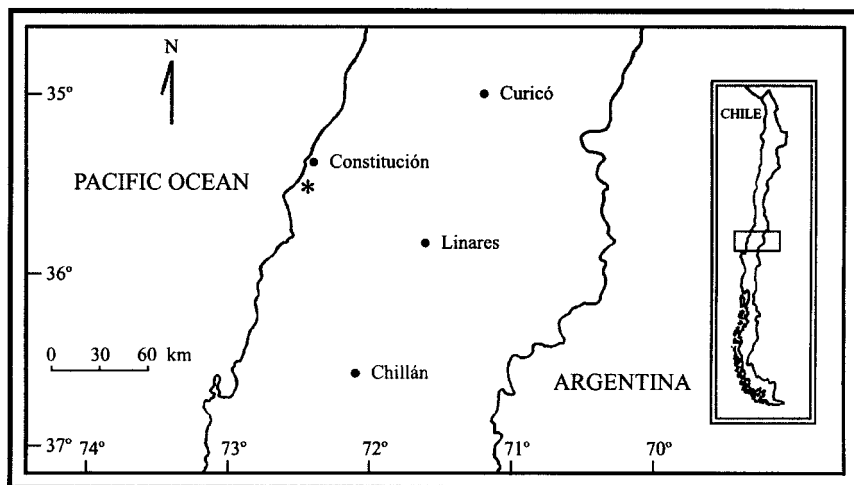 N
35°
Curicó
CHILE
Constitución
PACIFIC OCEAN
*
Linares
36°
0 30 60 km
Chillán
ARGENTINA
37°
74° 73° 72° 71° 70°